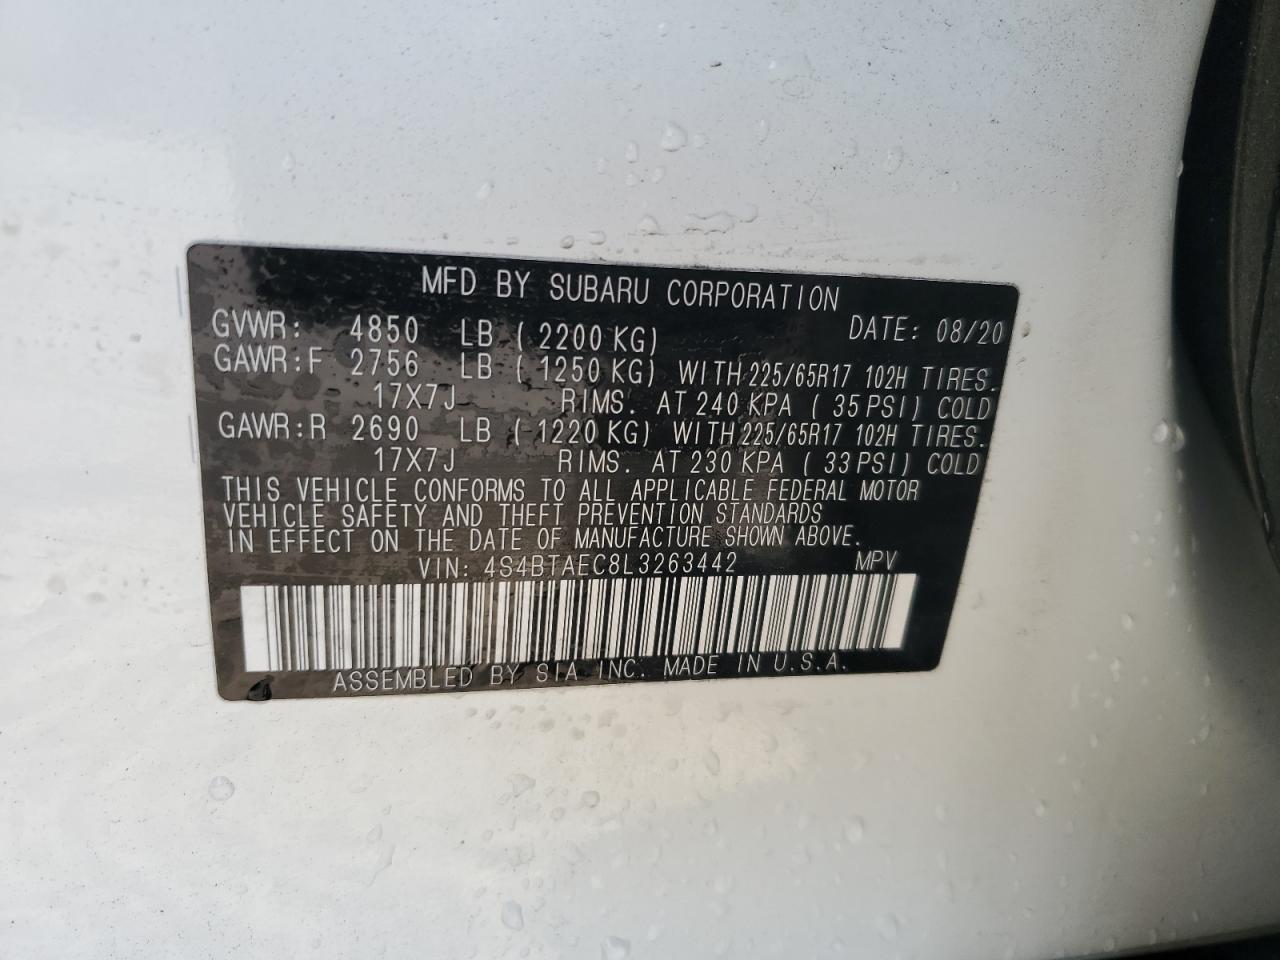 MFD BY SUBARU CORPORATION
GVWR: 4850 LB ( 2200 KG) DATE: 08/20
GAWR:F 2756 LB ( 1250 KG) WITH 225/65R17 102H TIRES.
17X7J RIMS. AT 240 KPA ( 35 PSI) COLD
GAWR:R 2690 LB ( 1220 KG) WITH 225/65R17 102H TIRES.
17X7J RIMS. AT 230 KPA ( 33 PSI) COLD
THIS VEHICLE CONFORMS TO ALL APPLICABLE FEDERAL MOTOR
VEHICLE SAFETY AND THEFT PREVENTION STANDARDS
IN EFFECT ON THE DATE OF MANUFACTURE SHOWN ABOVE.
VIN: 4S4BTAEC8L3263442 MPV
ASSEMBLED BY SIA INC. MADE IN U.S.A.